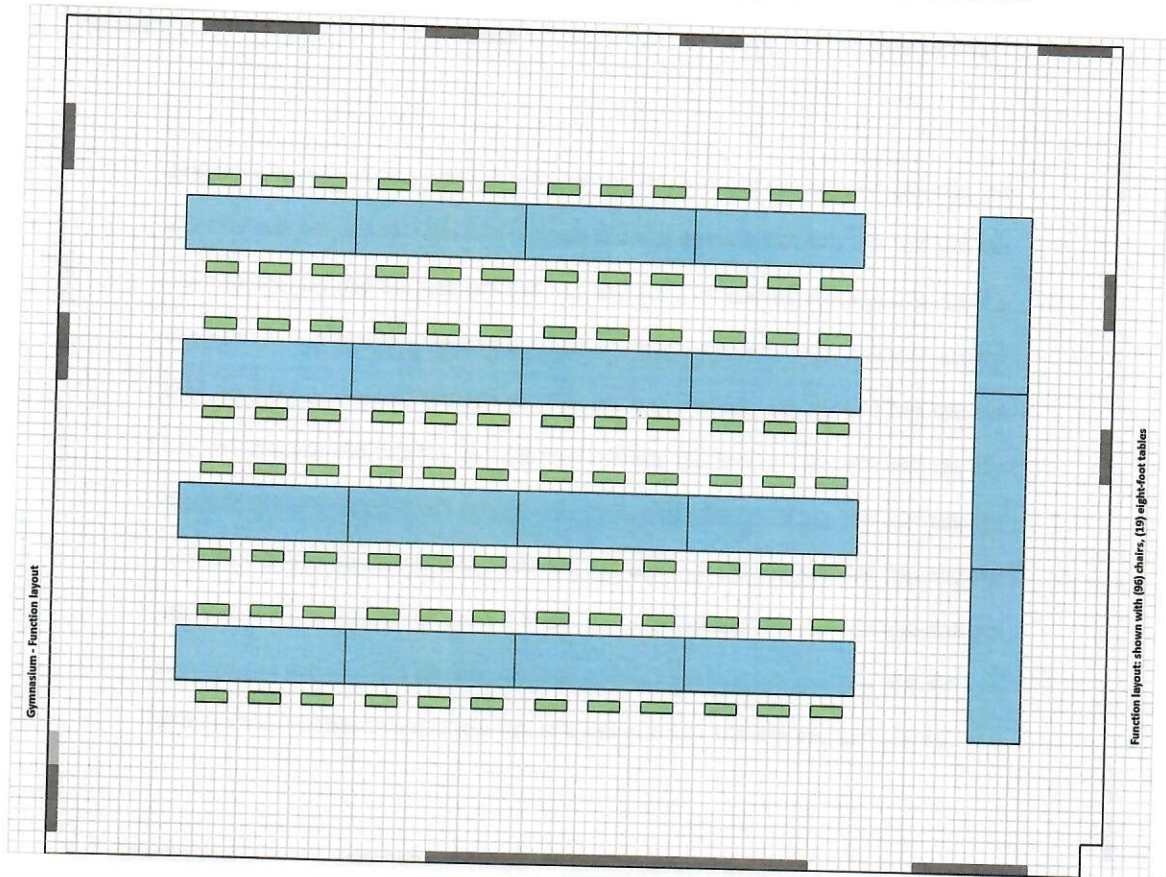 Gymnasium - Function layout
Function layout: shown with (96) chairs, (19) eight-foot tables